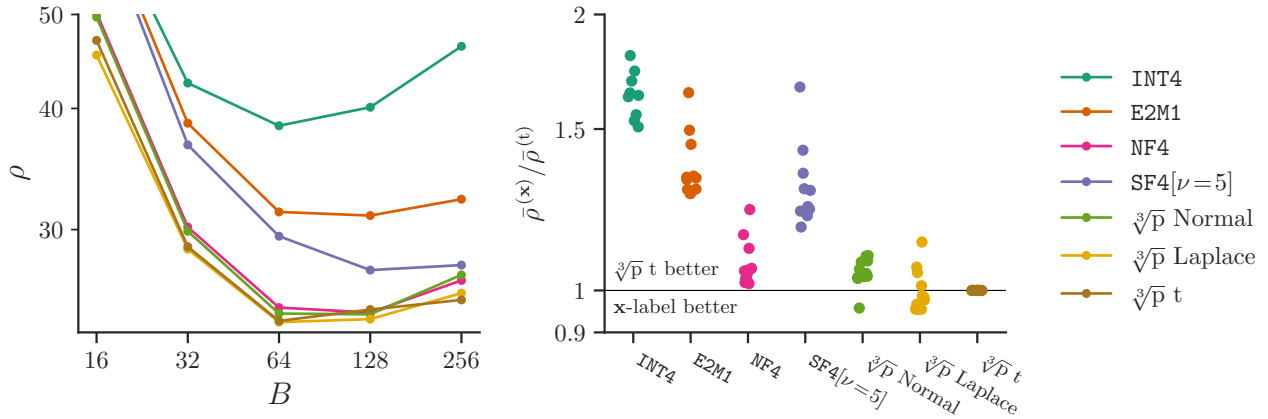 50
40
30
ρ
16
32
64
128
256
B
2
1.5
1
0.9
ρ̄⁽ˣ⁾/ρ̄⁽ᵗ⁾
∛p t better
x-label better
INT4
E2M1
NF4
SF4[ν=5]
∛p Normal
∛p Laplace
∛p t
INT4
E2M1
NF4
SF4[ν=5]
∛p Normal
∛p Laplace
∛p t